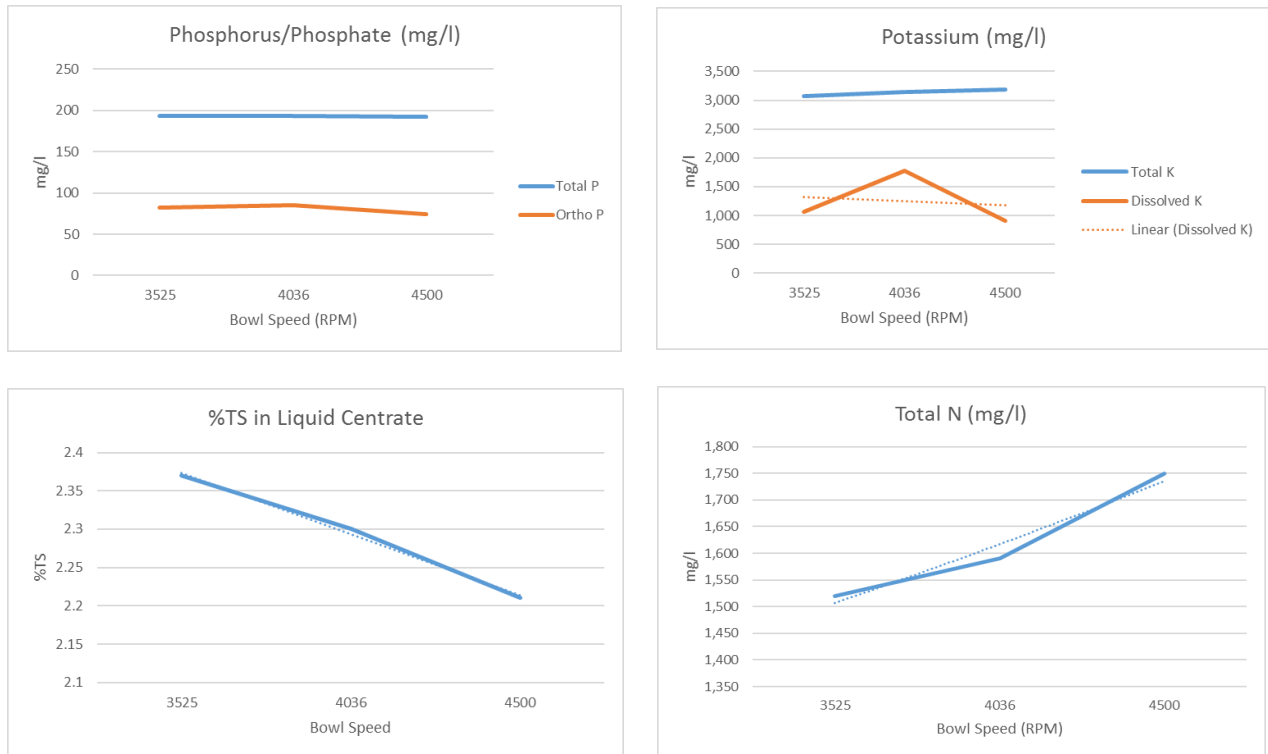 Phosphorus/Phosphate (mg/l)
250
200
150
100
50
0
mg/l
3525 4036 4500
Bowl Speed (RPM)
Total P
Ortho P
Potassium (mg/l)
3,500
3,000
2,500
2,000
1,500
1,000
500
0
mg/l
3525 4036 4500
Bowl Speed (RPM)
Total K
Dissolved K
Linear (Dissolved K)
%TS in Liquid Centrate
2.4
2.35
2.3
2.25
2.2
2.15
2.1
%TS
3525 4036 4500
Bowl Speed
Total N (mg/l)
1,800
1,750
1,700
1,650
1,600
1,550
1,500
1,450
1,400
1,350
mg/l
3525 4036 4500
Bowl Speed (RPM)